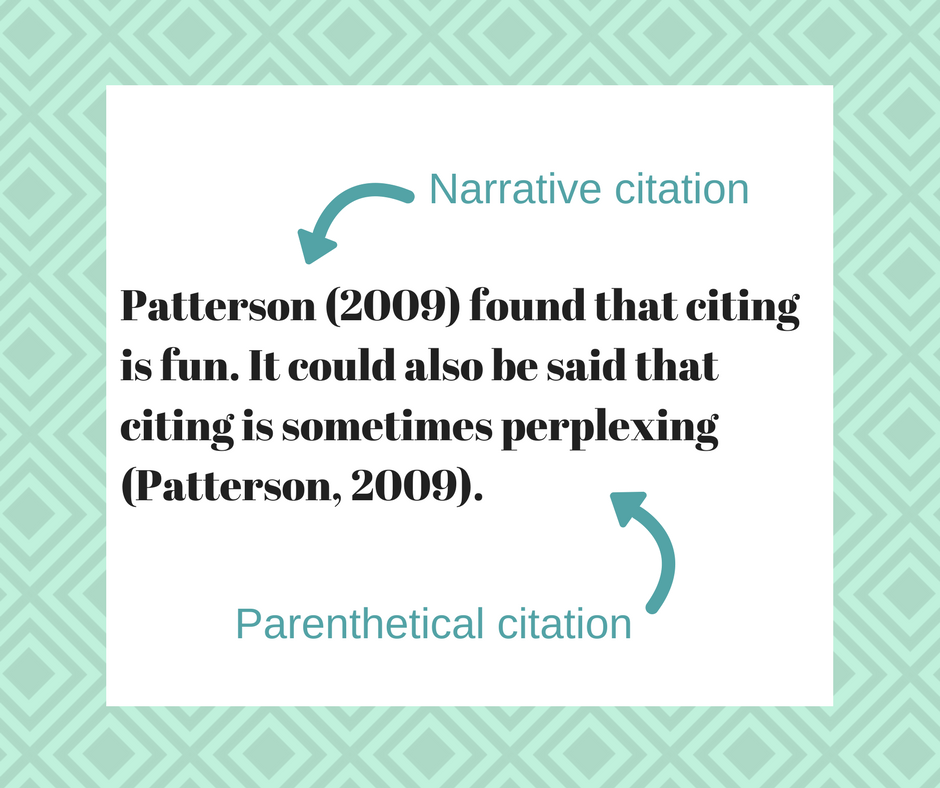 Narrative citation
Patterson (2009) found that citing
is fun. It could also be said that
citing is sometimes perplexing
(Patterson, 2009).
Parenthetical citation